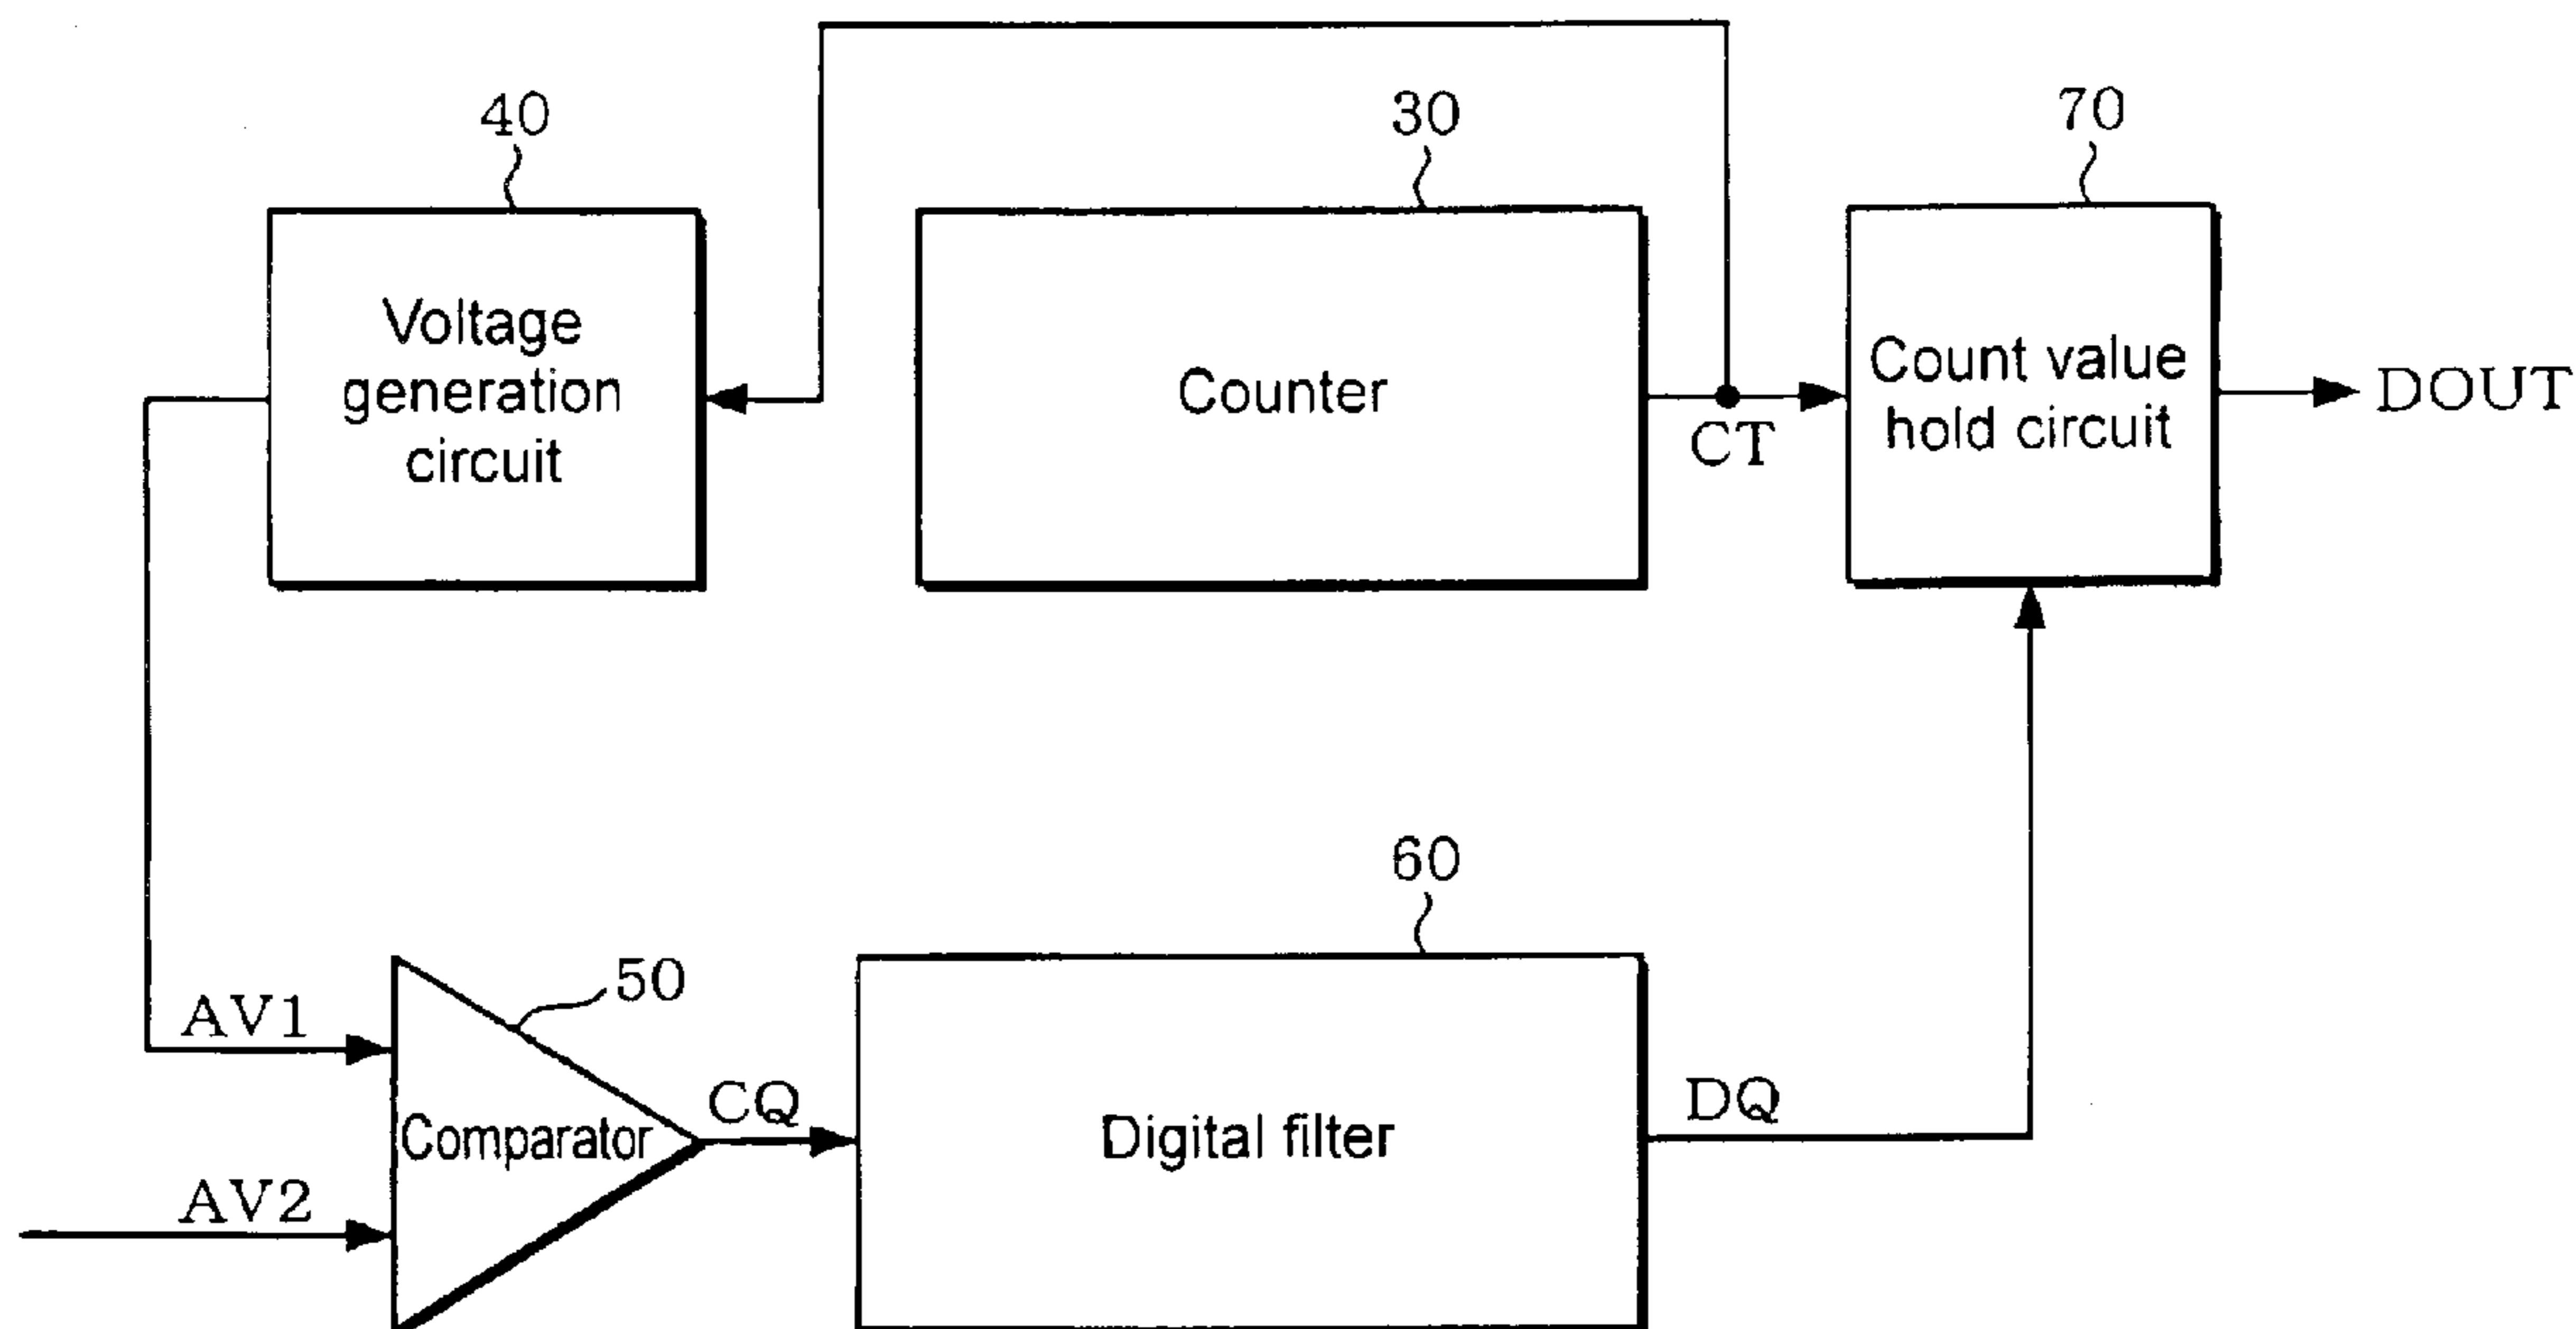 40
30
70
Voltage
generation
circuit
Counter
Count value
hold circuit
CT
DOUT
60
50
AV1
Comparator
CQ
Digital filter
DQ
AV2